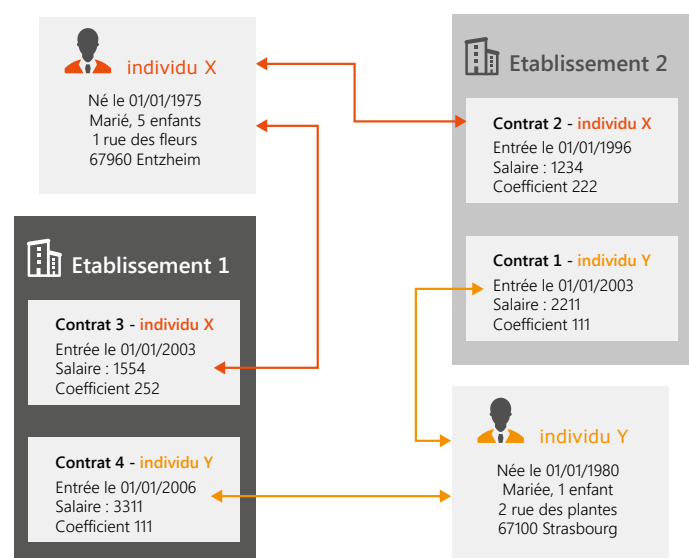 individu X
Né le 01/01/1975
Marié, 5 enfants
1 rue des fleurs
67960 Entzheim
Etablissement 2
Contrat 2 - individu X
Entrée le 01/01/1996
Salaire : 1234
Coefficient 222
Contrat 1 - individu Y
Entrée le 01/01/2003
Salaire : 2211
Coefficient 111
Etablissement 1
Contrat 3 - individu X
Entrée le 01/01/2003
Salaire : 1554
Coefficient 252
Contrat 4 - individu Y
Entrée le 01/01/2006
Salaire : 3311
Coefficient 111
individu Y
Née le 01/01/1980
Mariée, 1 enfant
2 rue des plantes
67100 Strasbourg